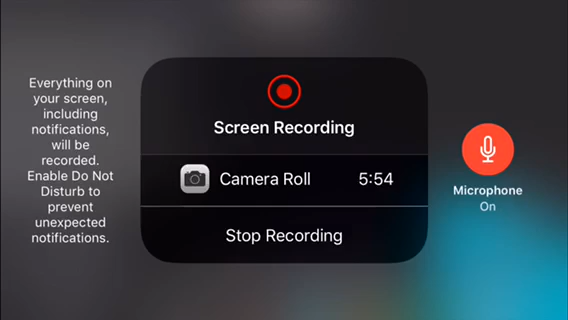 Everything on
your screen,
including
notifications,
will be
recorded.
Enable Do Not
Disturb to
prevent
unexpected
notifications.
Screen Recording
Camera Roll 5:54
Stop Recording
Microphone
On